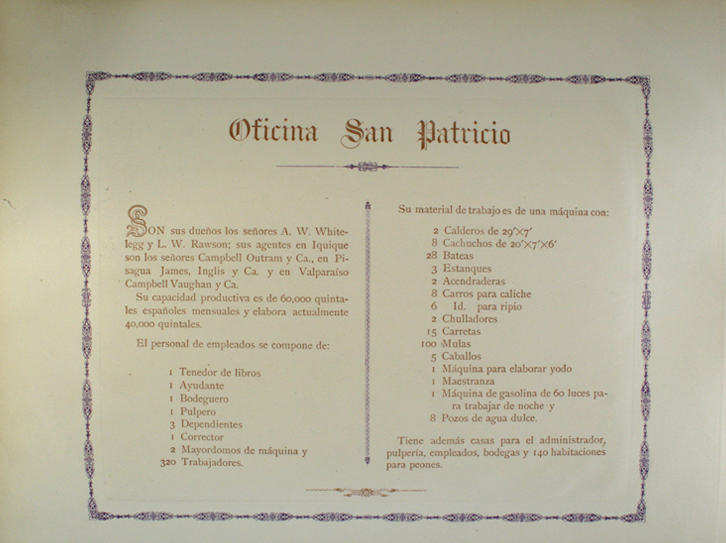 Oficina San Patricio
SON sus dueños los señores A. W. White-
legg y L. W. Rawson; sus agentes en Iquique
son los señores Campbell Outram y Ca., en Pi-
sagua James, Inglis y Ca. y en Valparaíso
Campbell Vaughan y Ca.
Su capacidad productiva es de 60,000 quinta-
les españoles mensuales y elabora actualmente
40,000 quintales.
El personal de empleados se compone de:
1 Tenedor de libros
1 Ayudante
1 Bodeguero
1 Pulpero
3 Dependientes
1 Corrector
2 Mayordomos de máquina y
320 Trabajadores.
Su material de trabajo es de una máquina con:
2 Calderos de 29'×7'
8 Cachuchos de 20'×7'×6'
28 Bateas
3 Estanques
2 Acendraderas
8 Carros para caliche
6 Id. para ripio
2 Chulladores
15 Carretas
100 Mulas
5 Caballos
1 Máquina para elaborar yodo
1 Maestranza
1 Máquina de gasolina de 60 luces pa-
ra trabajar de noche y
8 Pozos de agua dulce.
Tiene además casas para el administrador,
pulpería, empleados, bodegas y 140 habitaciones
para peones.